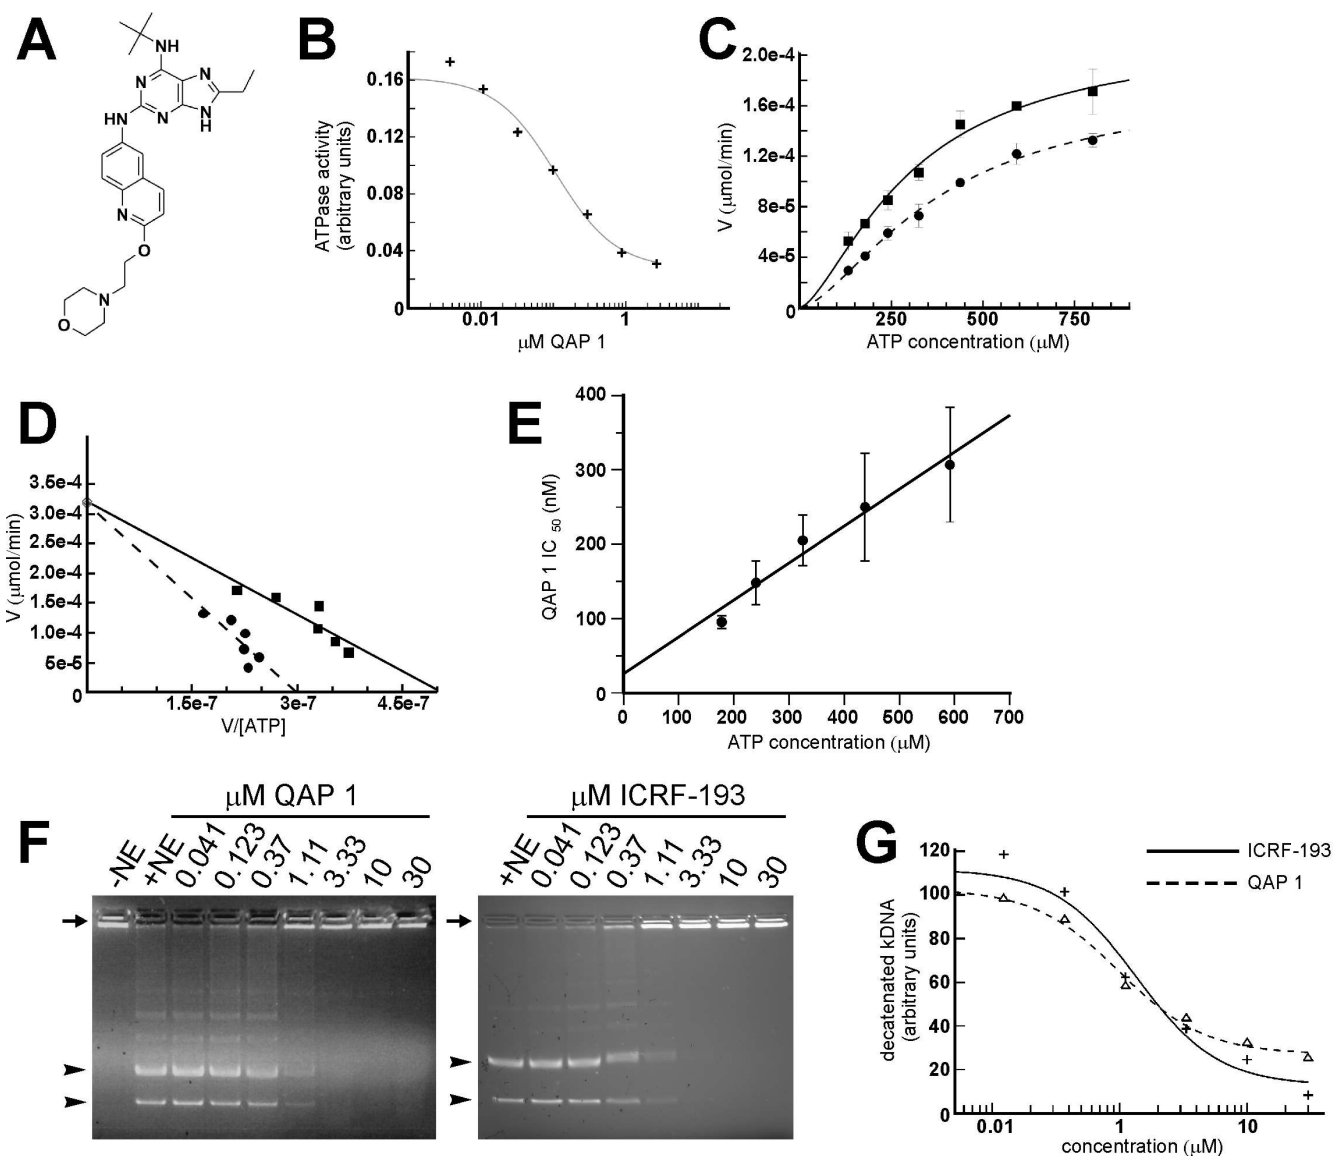 A
NH
N
N
N
N
H
HN
N
O
N
O
B
0.16
0.12
0.08
0.04
0
ATPase activity
(arbitrary units)
0.01
1
μM QAP 1
C
2.0e-4
1.6e-4
1.2e-4
8e-5
4e-5
0
V (μmol/min)
250
500
750
ATP concentration (μM)
D
3.5e-4
3.0e-4
2.5e-4
2.0e-4
1.5e-4
1.0e-4
5e-5
0
V (μmol/min)
1.5e-7
3e-7
4.5e-7
V/[ATP]
E
400
300
200
100
0
QAP 1 IC 50 (nM)
0
100
200
300
400
500
600
700
ATP concentration (μM)
F
μM QAP 1
-NE
+NE
0.041
0.123
0.37
1.11
3.33
10
30
μM ICRF-193
+NE
0.041
0.123
0.37
1.11
3.33
10
30
G
120
100
80
60
40
20
0
decatenated kDNA
(arbitrary units)
0.01
1
10
concentration (μM)
ICRF-193
QAP 1